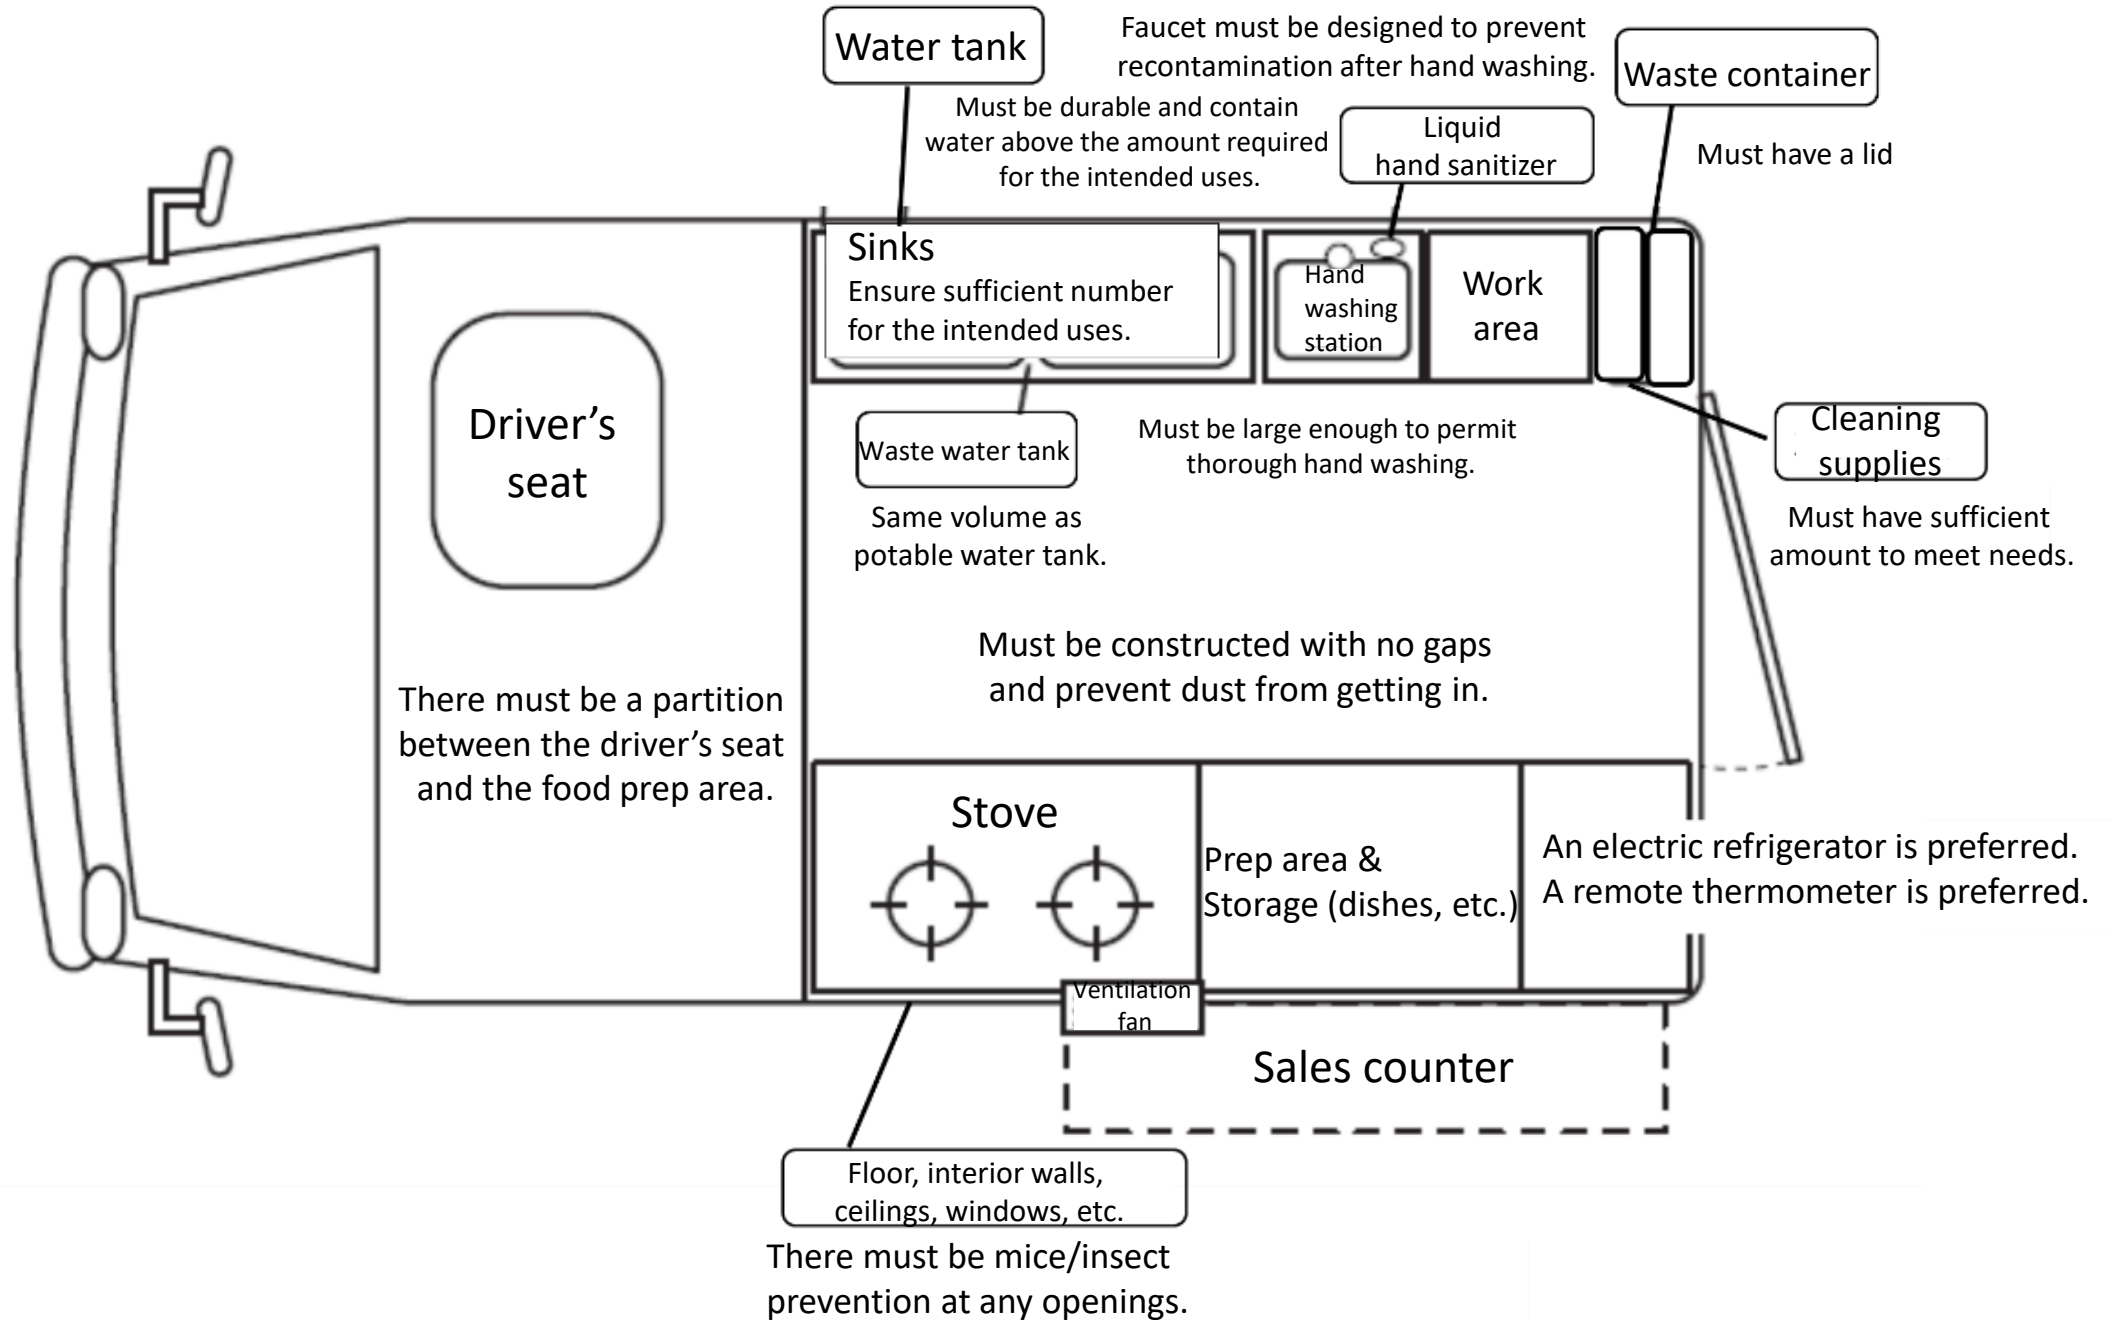 Water tank
Faucet must be designed to prevent
recontamination after hand washing.
Waste container
Must be durable and contain
water above the amount required
for the intended uses.
Liquid
hand sanitizer
Must have a lid
Sinks
Ensure sufficient number
for the intended uses.
Hand
washing
station
Work
area
Driver’s
seat
Waste water tank
Same volume as
potable water tank.
Must be large enough to permit
thorough hand washing.
Cleaning
supplies
Must have sufficient
amount to meet needs.
Must be constructed with no gaps
and prevent dust from getting in.
There must be a partition
between the driver’s seat
and the food prep area.
Stove
Prep area &
Storage (dishes, etc.)
An electric refrigerator is preferred.
A remote thermometer is preferred.
Ventilation
fan
Sales counter
Floor, interior walls,
ceilings, windows, etc.
There must be mice/insect
prevention at any openings.